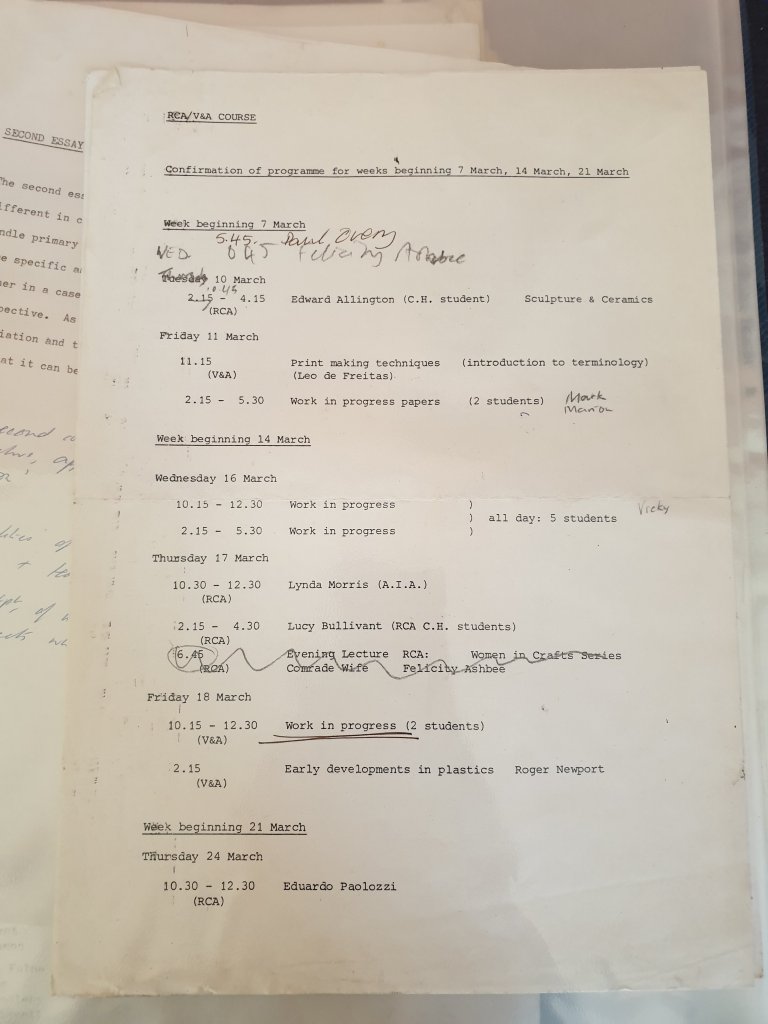 SECOND ESSAY
The second ess
ifferent in c
ndle primary
e specific a
er in a case
pective. As
iation and t
at it can be
RCA/V&A COURSE
Confirmation of programme for weeks beginning 7 March, 14 March, 21 March
Week beginning 7 March
5.45. Paul Overy
WED 6 45 - Felicity Ashbee
10 March
10.45
2.15 - 4.15 Edward Allington (C.H. student) Sculpture & Ceramics
(RCA)
Friday 11 March
11.15 Print making techniques (introduction to terminology)
(V&A) (Leo de Freitas)
2.15 - 5.30 Work in progress papers (2 students) Mark
Marion
Week beginning 14 March
Wednesday 16 March
10.15 - 12.30 Work in progress )
) all day: 5 students Vicky
2.15 - 5.30 Work in progress )
Thursday 17 March
10.30 - 12.30 Lynda Morris (A.I.A.)
(RCA)
2.15 - 4.30 Lucy Bullivant (RCA C.H. students)
(RCA)
6.45 Evening Lecture RCA: Women in Crafts Series
(RCA) Comrade Wife Felicity Ashbee
Friday 18 March
10.15 - 12.30 Work in progress (2 students)
(V&A)
2.15 Early developments in plastics Roger Newport
(V&A)
Week beginning 21 March
Thursday 24 March
10.30 - 12.30 Eduardo Paolozzi
(RCA)